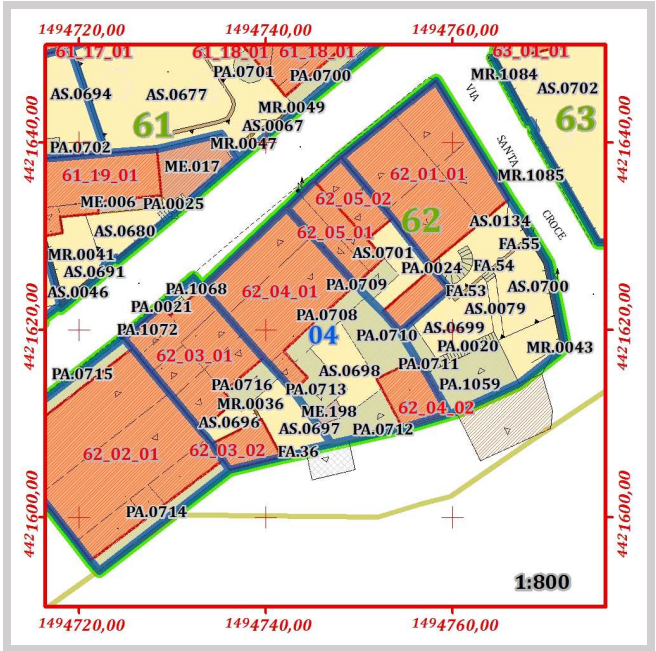 1494720,00 1494740,00 1494760,00
61_17_01 61_18_01 61_18_01 63_01_01
PA.0701 PA.0700 MR.1084
AS.0694 AS.0677 AS.0702
MR.0049
VIA
61 AS.0067 63
4421640,00 4421640,00
PA.0702 MR.0047
SANTA
ME.017
61_19_01 62_01_01 MR.1085
ME.006 PA.0025 62_05_02
CROCE
AS.0680 62_05_01 62 AS.0134
MR.0041 AS.0701 FA.55
AS.0691 PA.0024 FA.54
AS.0046 PA.1068 62_04_01 PA.0709 FA.53 AS.0700
PA.0021 PA.0708 AS.0079
4421620,00 PA.1072 04 PA.0710 AS.0699 4421620,00
62_03_01 PA.0020 MR.0043
PA.0715 AS.0698 PA.0711
PA.0716 PA.0713 PA.1059
MR.0036 ME.198 62_04_02
AS.0696 AS.0697 PA.0712
62_02_01 62_03_02 FA.36
4421600,00 PA.0714 4421600,00
1:800
1494720,00 1494740,00 1494760,00